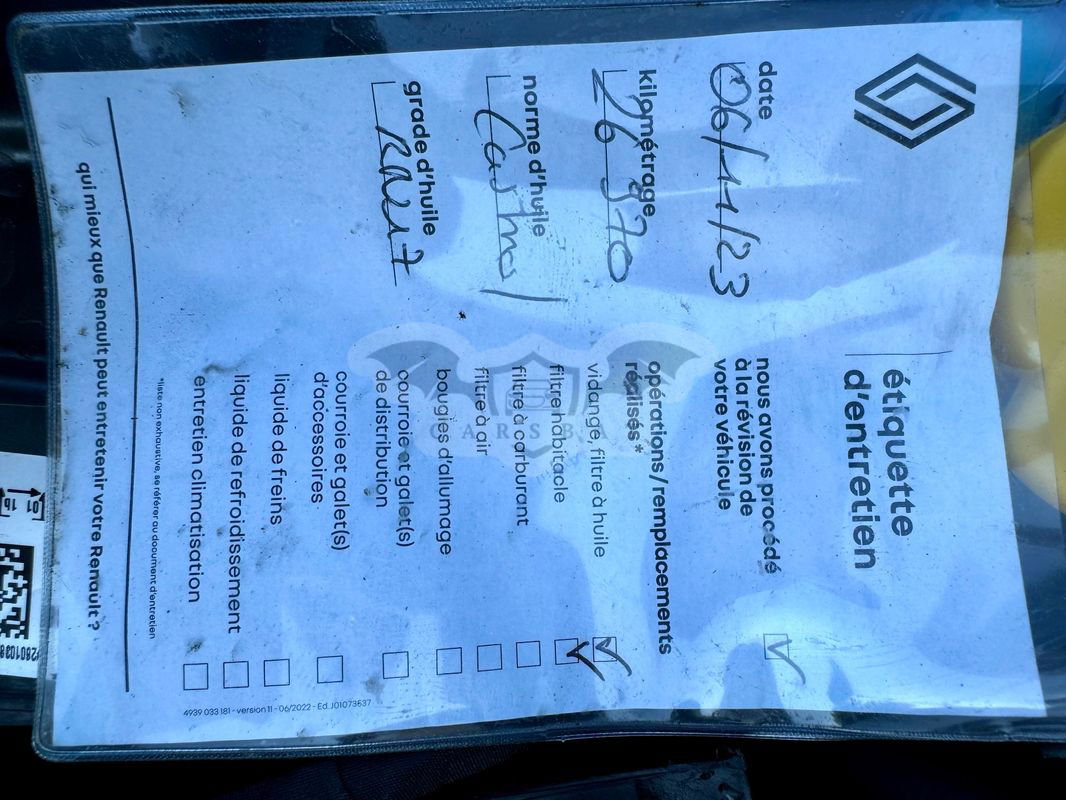 étiquette
d'entretien
date
06/11/23
kilométrage
26 970
norme d'huile
Castrol
grade d'huile
nous avons procédé
à la révision de
votre véhicule
opérations/remplacements
réalisés*
vidange, filtre à huile
filtre habitacle
filtre à carburant
filtre à air
bougies d'allumage
courroie et galet(s)
de distribution
courroie et galet(s)
d'accessoires
liquide de freins
liquide de refroidissement
entretien climatisation
*liste non exhaustive, se référer au document d'entretien
qui mieux que Renault peut entretenir votre Renault ?
4939 033 181 - version 11 - 06/2022 - Ed. J01073637